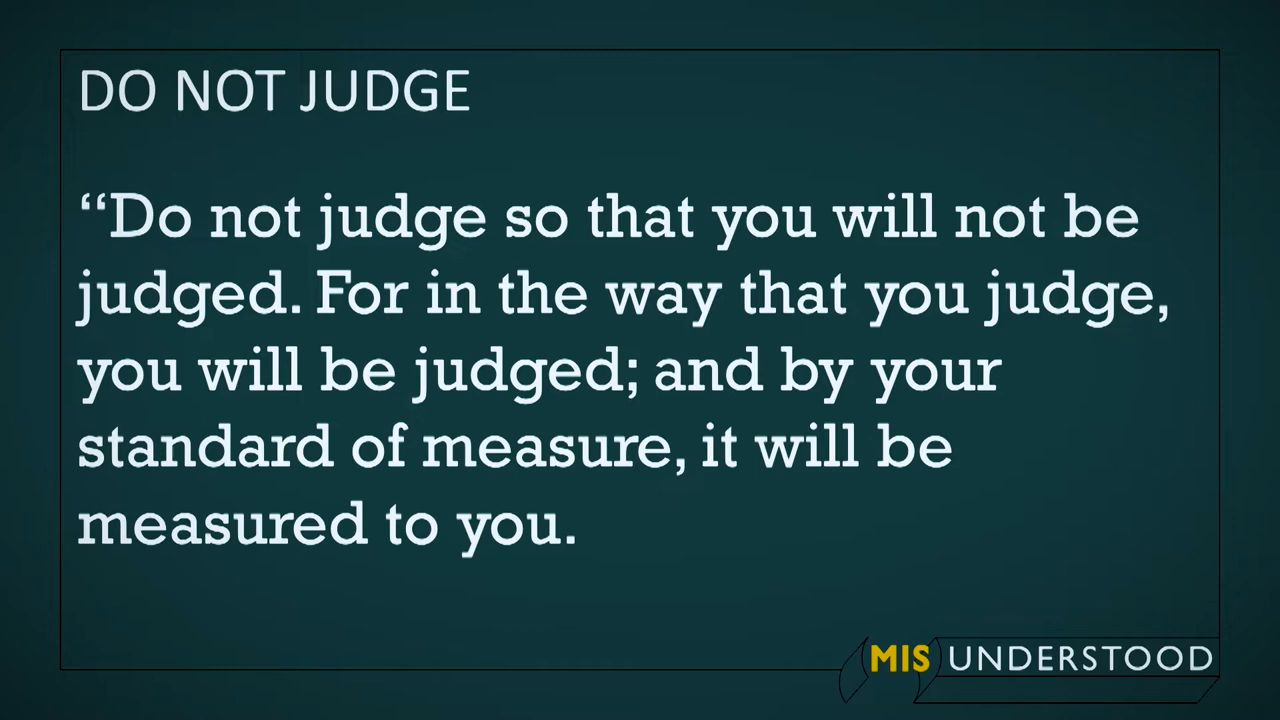 DO NOT JUDGE
“Do not judge so that you will not be
judged. For in the way that you judge,
you will be judged; and by your
standard of measure, it will be
measured to you.
MIS UNDERSTOOD